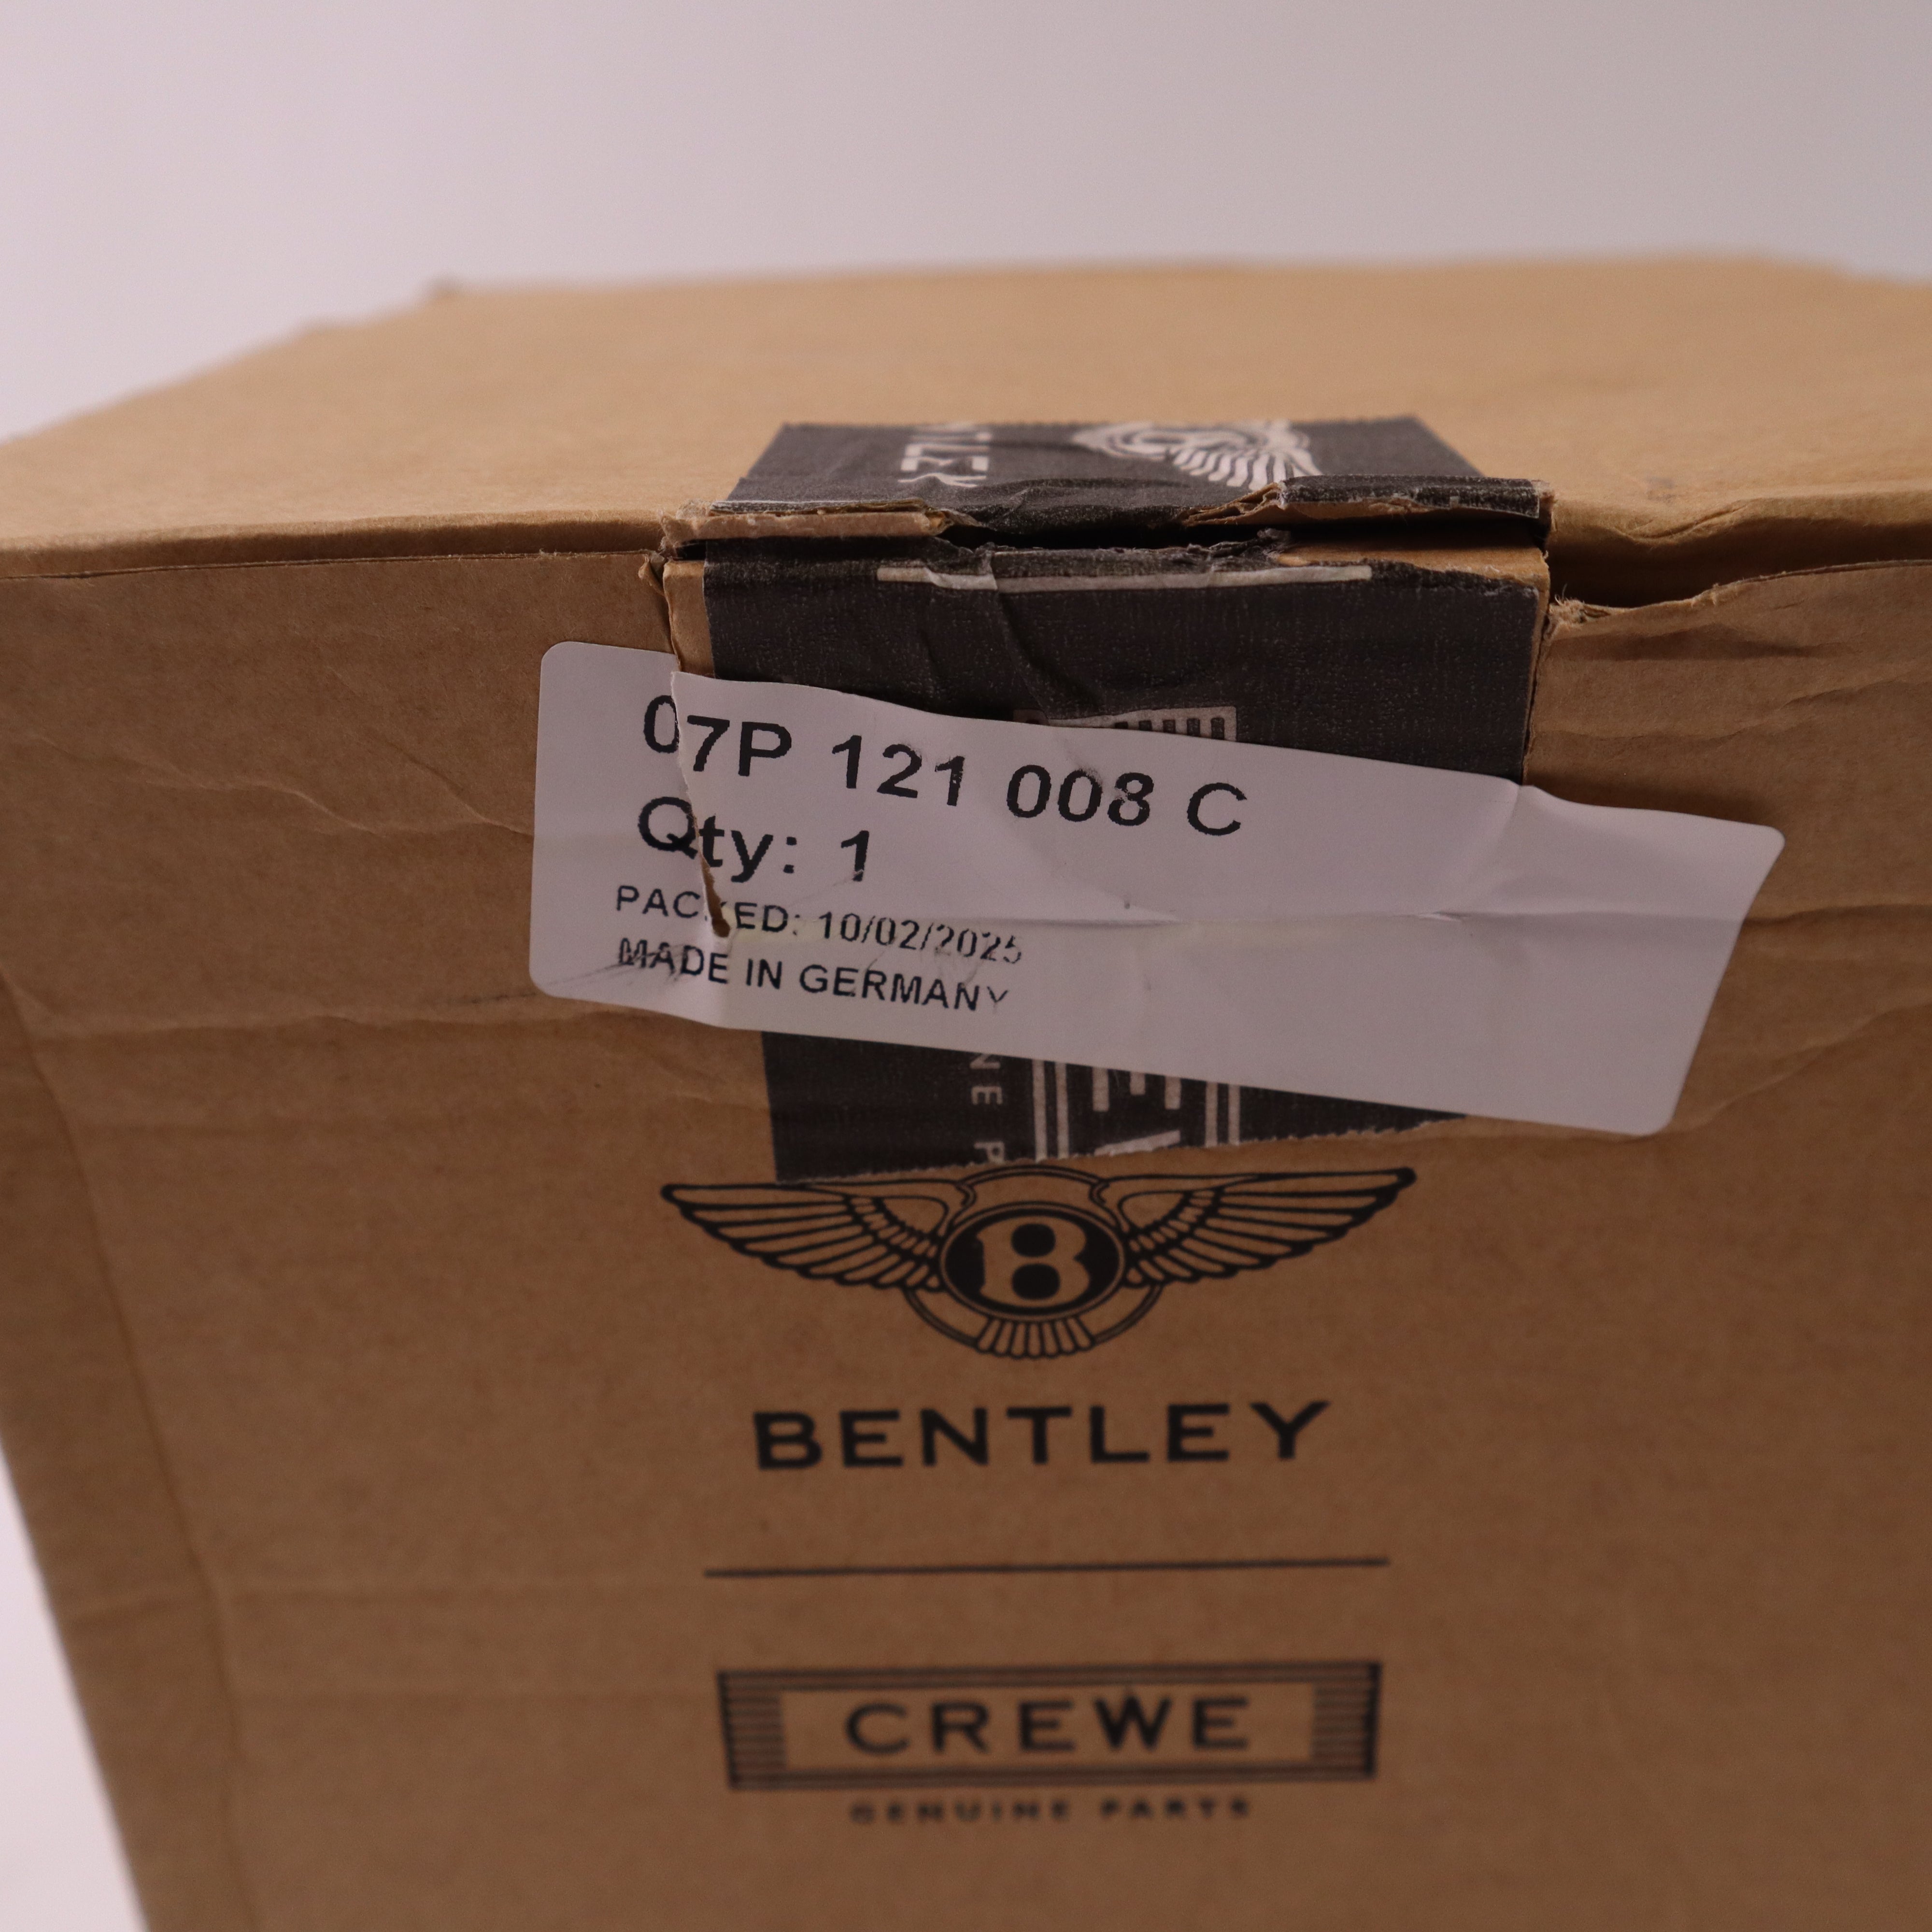 07P 121 008 C
Qty: 1
PACKED: 10/02/2025
MADE IN GERMANY
B
BENTLEY
CREWE
GENUINE PARTS